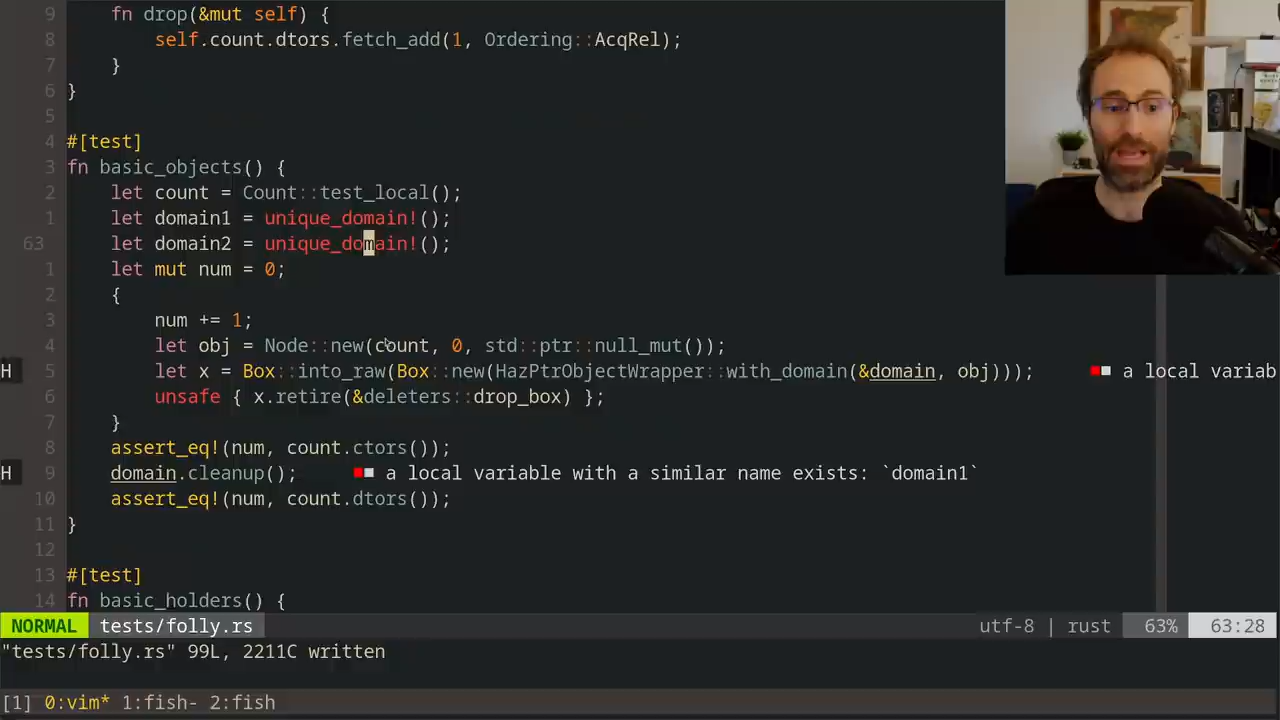 9 fn drop(&mut self) {
8 self.count.dtors.fetch_add(1, Ordering::AcqRel);
7 }
6 }
5
4 #[test]
3 fn basic_objects() {
2 let count = Count::test_local();
1 let domain1 = unique_domain!();
63 let domain2 = unique_domain!();
1 let mut num = 0;
2 {
3 num += 1;
4 let obj = Node::new(count, 0, std::ptr::null_mut());
H 5 let x = Box::into_raw(Box::new(HazPtrObjectWrapper::with_domain(&domain, obj))); a local variab
6 unsafe { x.retire(&deleters::drop_box) };
7 }
8 assert_eq!(num, count.ctors());
H 9 domain.cleanup(); a local variable with a similar name exists: `domain1`
10 assert_eq!(num, count.dtors());
11 }
12
13 #[test]
14 fn basic_holders() {
NORMAL tests/folly.rs utf-8 | rust 63% 63:28
"tests/folly.rs" 99L, 2211C written
[1] 0:vim* 1:fish- 2:fish